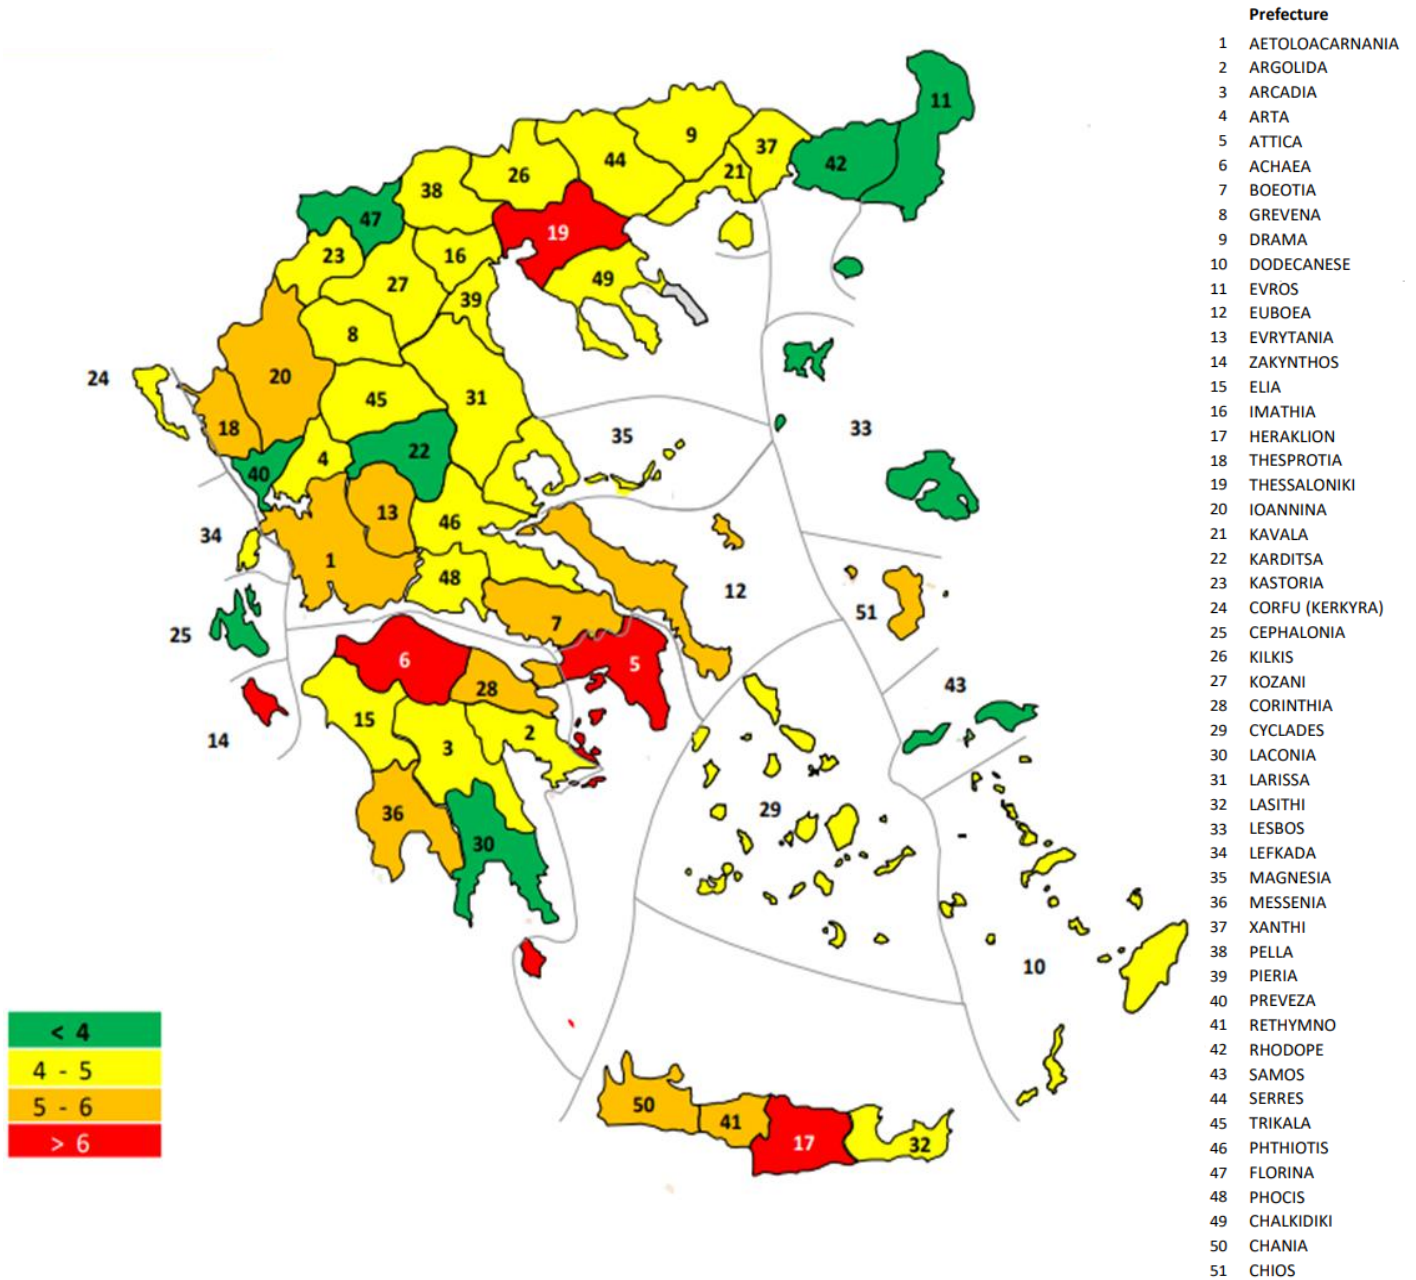 Prefecture
1 AETOLOACARNANIA
2 ARGOLIDA
3 ARCADIA
4 ARTA
5 ATTICA
6 ACHAEA
7 BOEOTIA
8 GREVENA
9 DRAMA
10 DODECANESE
11 EVROS
12 EUBOEA
13 EVRYTANIA
14 ZAKYNTHOS
15 ELIA
16 IMATHIA
17 HERAKLION
18 THESPROTIA
19 THESSALONIKI
20 IOANNINA
21 KAVALA
22 KARDITSA
23 KASTORIA
24 CORFU (KERKYRA)
25 CEPHALONIA
26 KILKIS
27 KOZANI
28 CORINTHIA
29 CYCLADES
30 LACONIA
31 LARISSA
32 LASITHI
33 LESBOS
34 LEFKADA
35 MAGNESIA
36 MESSENIA
37 XANTHI
38 PELLA
39 PIERIA
40 PREVEZA
41 RETHYMNO
42 RHODOPE
43 SAMOS
44 SERRES
45 TRIKALA
46 PHTHIOTIS
47 FLORINA
48 PHOCIS
49 CHALKIDIKI
50 CHANIA
51 CHIOS
11
9
37
42
44
21
26
38
47
19
23
16
27
49
39
8
20
24
45
31
18
33
35
22
4
40
13
46
34
1
48
12
51
7
25
6
5
28
43
15
14
2
3
29
36
30
10
50
41
17
32
< 4
4 - 5
5 - 6
> 6